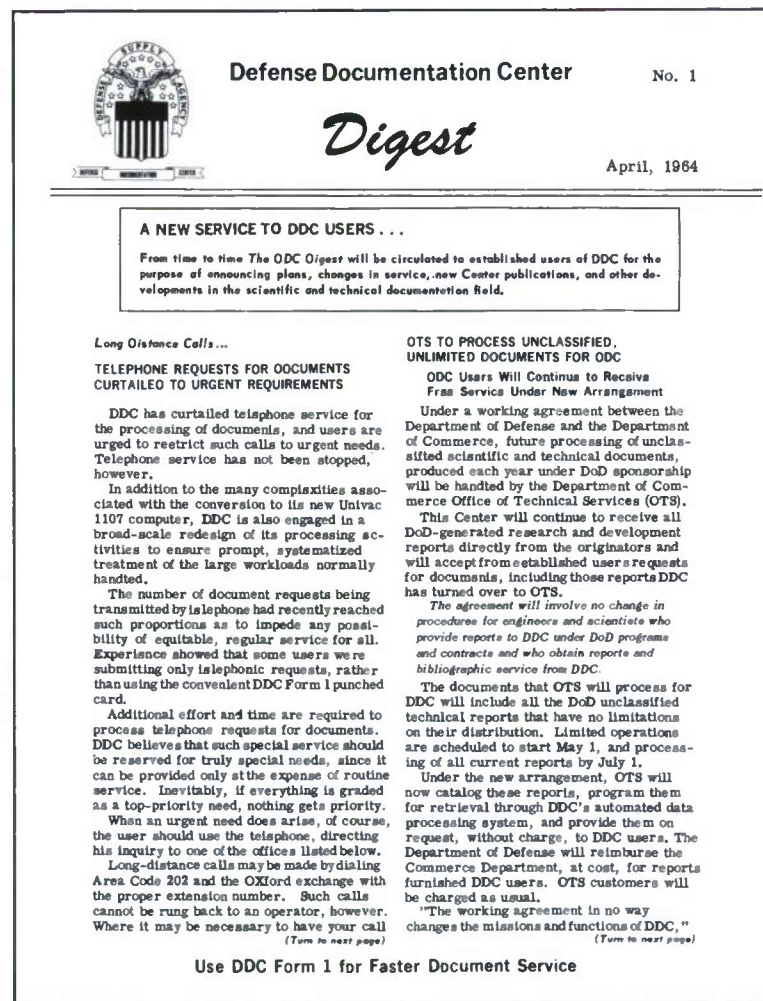 SUPPLY
DEFENSE AGENCY
DEFENSE DOCUMENTATION CENTER
Defense Documentation Center
No. 1
Digest
April, 1964
A NEW SERVICE TO DDC USERS . . .
From time to time The ODC Digest will be circulated to established users of DDC for the
purpose of announcing plans, changes in service, new Center publications, and other de-
velopments in the scientific and technical documentation field.
Long Distance Calls...
TELEPHONE REQUESTS FOR DOCUMENTS
CURTAILED TO URGENT REQUIREMENTS
DDC has curtailed telephone service for
the processing of documents, and users are
urged to reetrict such calls to urgent needs.
Telephone service has not been stopped,
however.
In addition to the many complexities asso-
ciated with the conversion to its new Univac
1107 computer, DDC is also engaged in a
broad-scale redesign of its processing ac-
tivities to ensure prompt, systematized
treatment of the large workloads normally
handled.
The number of document requests being
transmitted by telephone had recently reached
such proportions as to impede any possi-
bility of equitable, regular service for all.
Experience showed that some users were
submitting only telephonic requests, rather
than using the convenient DDC Form 1 punched
card.
Additional effort and time are required to
process telephone requests for documents.
DDC believes that such special service should
be reserved for truly special needs, since it
can be provided only at the expense of routine
service. Inevitably, if everything is graded
as a top-priority need, nothing gets priority.
When an urgent need does arise, of course,
the user should use the telephone, directing
his inquiry to one of the offices listed below.
Long-distance calls may be made by dialing
Area Code 202 and the OXford exchange with
the proper extension number. Such calls
cannot be rung back to an operator, however.
Where it may be necessary to have your call
(Turn to next page)
OTS TO PROCESS UNCLASSIFIED,
UNLIMITED DOCUMENTS FOR ODC
ODC Users Will Continue to Receive
Free Service Under New Arrangement
Under a working agreement between the
Department of Defense and the Department
of Commerce, future processing of unclas-
sified scientific and technical documents,
produced each year under DoD sponsorship
will be handled by the Department of Com-
merce Office of Technical Services (OTS).
This Center will continue to receive all
DoD-generated research and development
reports directly from the originators and
will accept from established users requests
for documents, including those reports DDC
has turned over to OTS.
The agreement will involve no change in
procedures for engineers and scientists who
provide reports to DDC under DoD programs
and contracts and who obtain reports and
bibliographic service from DDC.
The documents that OTS will process for
DDC will include all the DoD unclassified
technical reports that have no limitations
on their distribution. Limited operations
are scheduled to start May 1, and process-
ing of all current reports by July 1.
Under the new arrangement, OTS will
now catalog these reports, program them
for retrieval through DDC's automated data
processing system, and provide them on
request, without charge, to DDC users. The
Department of Defense will reimburse the
Commerce Department, at cost, for reports
furnished DDC users. OTS customers will
be charged as usual.
"The working agreement in no way
changes the missions and functions of DDC,"
(Turn to next page)
Use DDC Form 1 for Faster Document Service